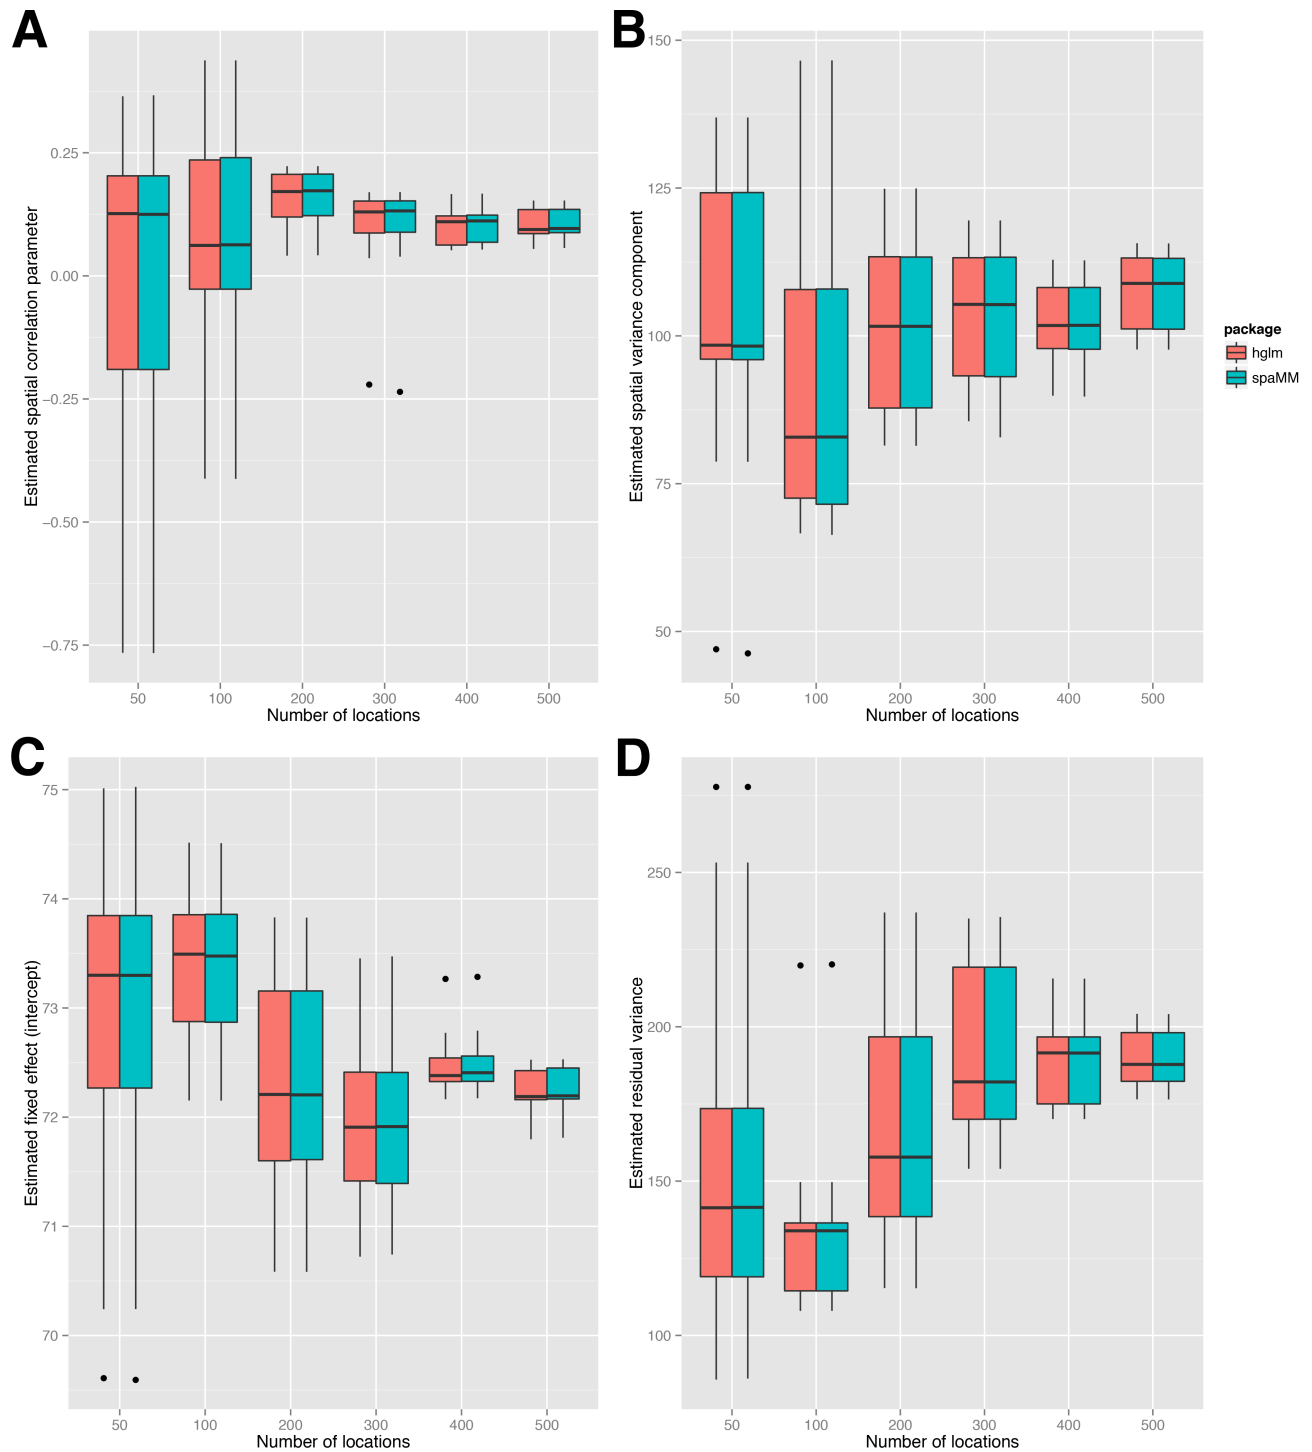 A
Estimated spatial correlation parameter
0.25
0.00
−0.25
−0.50
−0.75
50 100 200 300 400 500
Number of locations
B
Estimated spatial variance component
150
125
100
75
50
50 100 200 300 400 500
Number of locations
package
hglm
spaMM
C
Estimated fixed effect (intercept)
75
74
73
72
71
70
50 100 200 300 400 500
Number of locations
D
Estimated residual variance
250
200
150
100
50 100 200 300 400 500
Number of locations